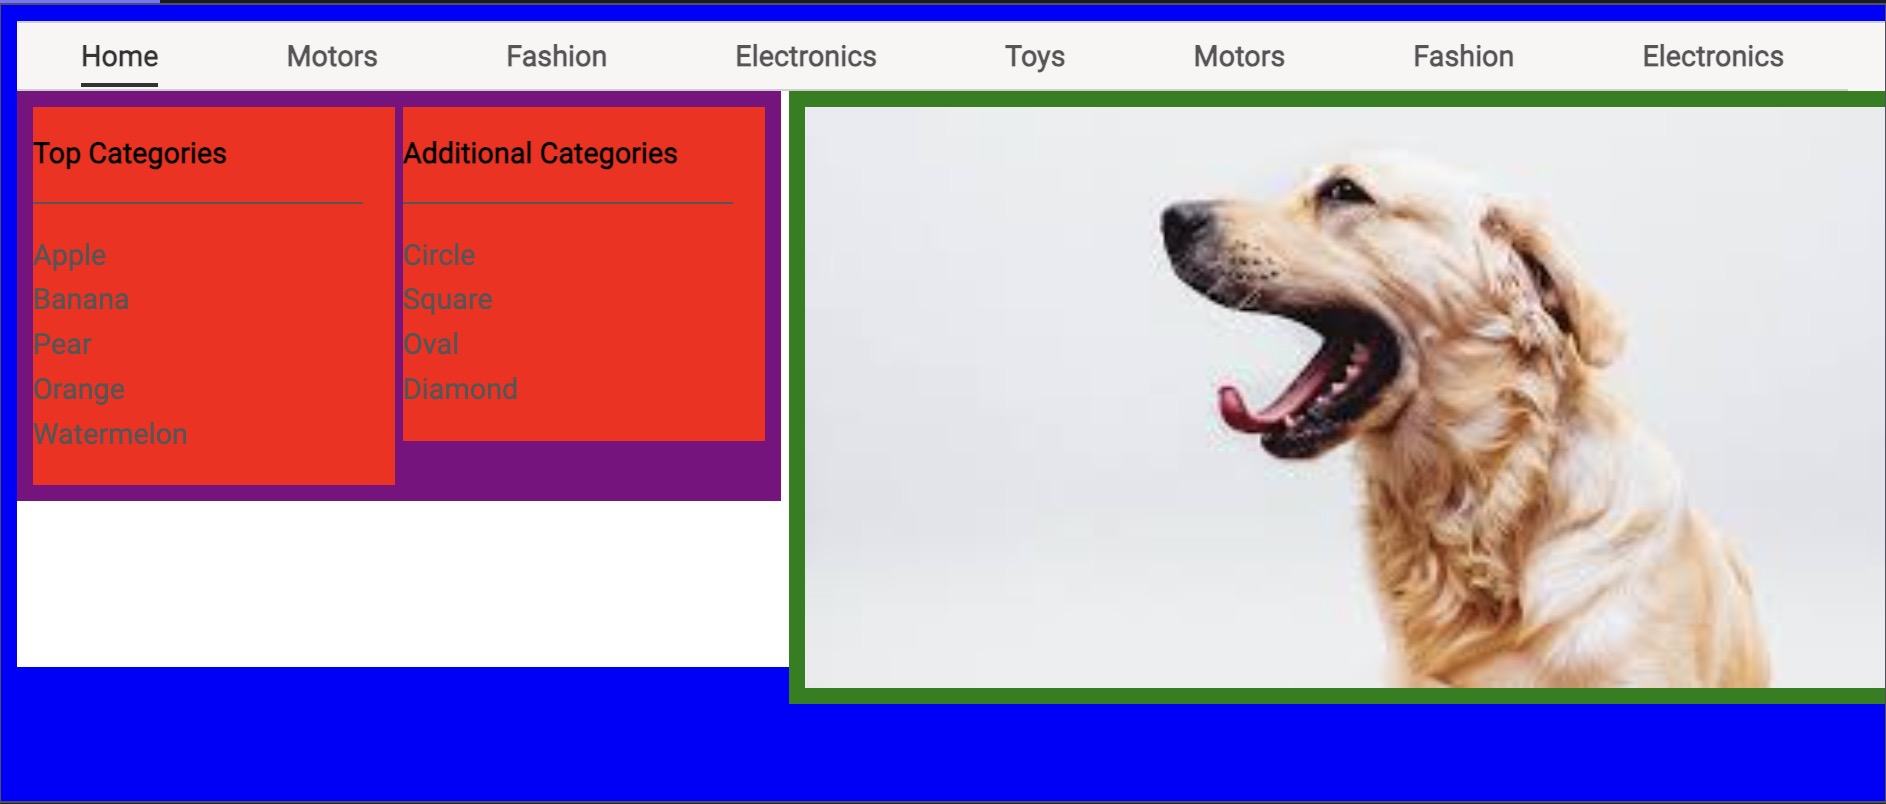 Home Motors Fashion Electronics Toys Motors Fashion Electronics
Top Categories
Apple
Banana
Pear
Orange
Watermelon
Additional Categories
Circle
Square
Oval
Diamond